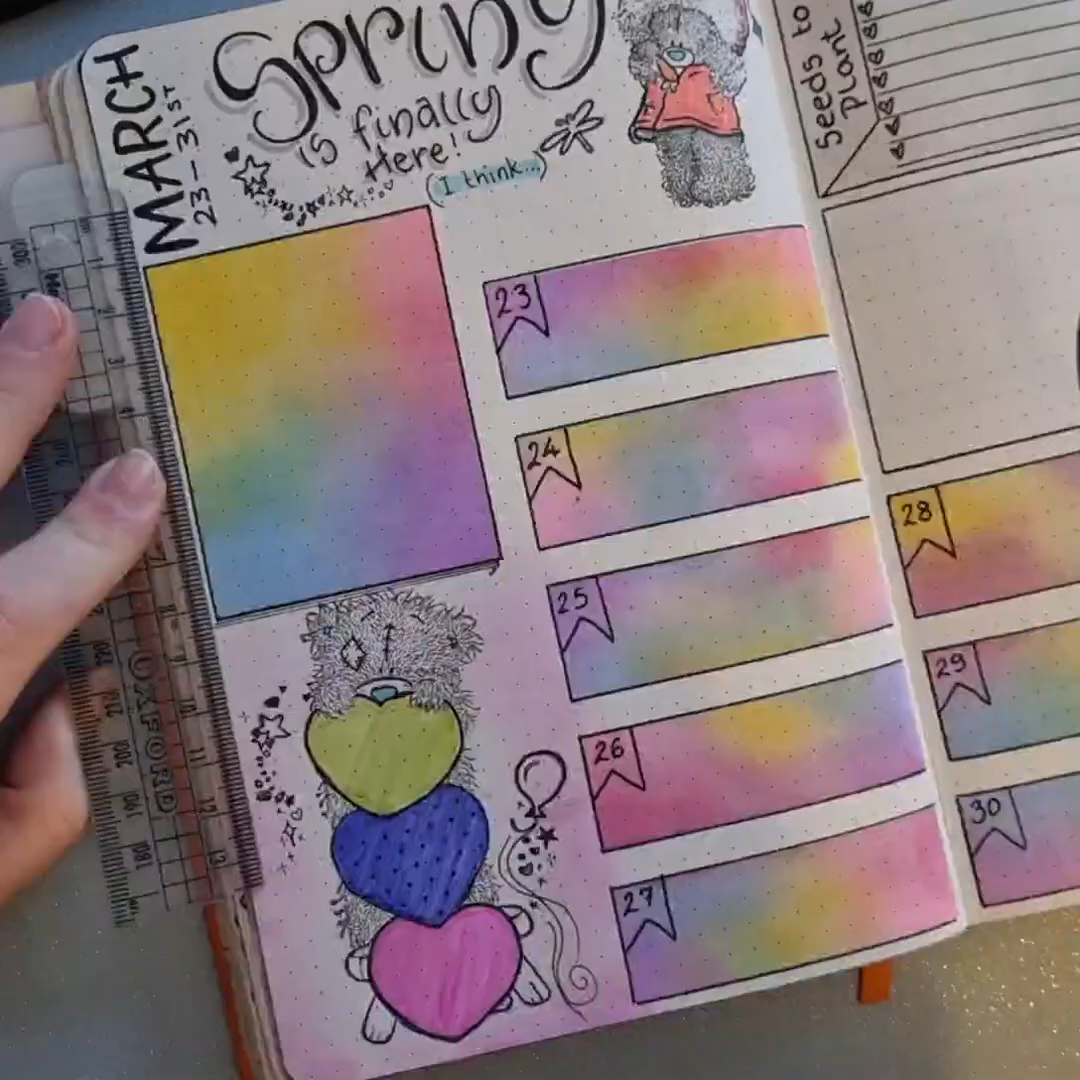 MARCH
23-31ST
Spring
is finally
Here!
(I think...)
Seeds to
Plant
23
24
25
26
27
28
29
30
OXFORD